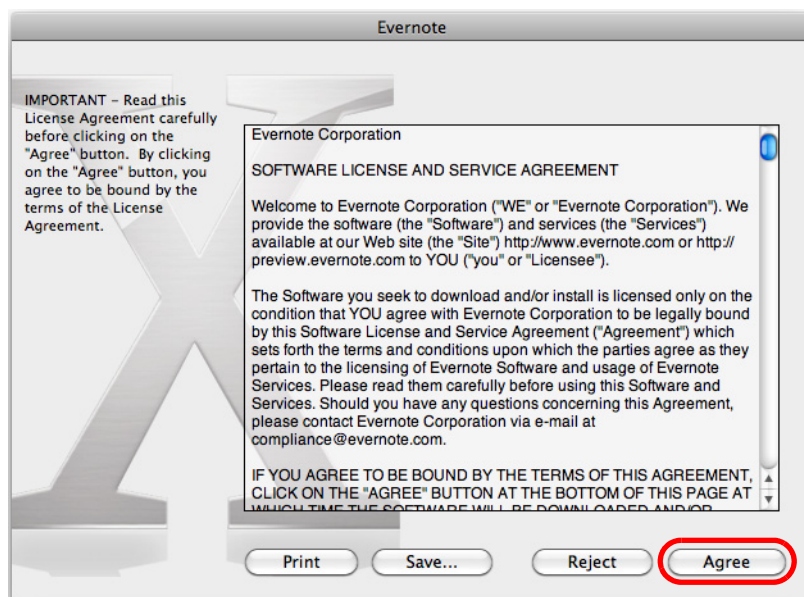 Evernote
IMPORTANT – Read this
License Agreement carefully
before clicking on the
"Agree" button. By clicking
on the "Agree" button, you
agree to be bound by the
terms of the License
Agreement.
Evernote Corporation
SOFTWARE LICENSE AND SERVICE AGREEMENT
Welcome to Evernote Corporation ("WE" or "Evernote Corporation"). We
provide the software (the "Software") and services (the "Services")
available at our Web site (the "Site") http://www.evernote.com or http://
preview.evernote.com to YOU ("you" or "Licensee").
The Software you seek to download and/or install is licensed only on the
condition that YOU agree with Evernote Corporation to be legally bound
by this Software License and Service Agreement ("Agreement") which
sets forth the terms and conditions upon which the parties agree as they
pertain to the licensing of Evernote Software and usage of Evernote
Services. Please read them carefully before using this Software and
Services. Should you have any questions concerning this Agreement,
please contact Evernote Corporation via e-mail at
compliance@evernote.com.
IF YOU AGREE TO BE BOUND BY THE TERMS OF THIS AGREEMENT,
CLICK ON THE "AGREE" BUTTON AT THE BOTTOM OF THIS PAGE AT
WHICH TIME THE SOFTWARE WILL BE DOWNLOADED AND/OR
Print
Save...
Reject
Agree